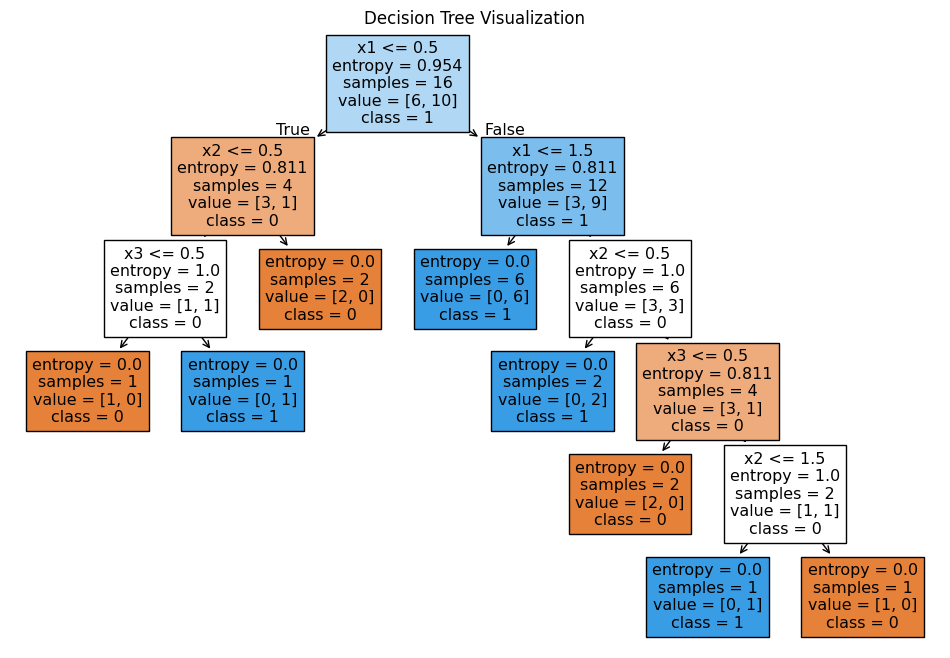 Decision Tree Visualization
x1 <= 0.5
entropy = 0.954
samples = 16
value = [6, 10]
class = 1
True
False
x2 <= 0.5
entropy = 0.811
samples = 4
value = [3, 1]
class = 0
x1 <= 1.5
entropy = 0.811
samples = 12
value = [3, 9]
class = 1
x3 <= 0.5
entropy = 1.0
samples = 2
value = [1, 1]
class = 0
entropy = 0.0
samples = 2
value = [2, 0]
class = 0
entropy = 0.0
samples = 6
value = [0, 6]
class = 1
x2 <= 0.5
entropy = 1.0
samples = 6
value = [3, 3]
class = 0
entropy = 0.0
samples = 1
value = [1, 0]
class = 0
entropy = 0.0
samples = 1
value = [0, 1]
class = 1
entropy = 0.0
samples = 2
value = [0, 2]
class = 1
x3 <= 0.5
entropy = 0.811
samples = 4
value = [3, 1]
class = 0
entropy = 0.0
samples = 2
value = [2, 0]
class = 0
x2 <= 1.5
entropy = 1.0
samples = 2
value = [1, 1]
class = 0
entropy = 0.0
samples = 1
value = [0, 1]
class = 1
entropy = 0.0
samples = 1
value = [1, 0]
class = 0